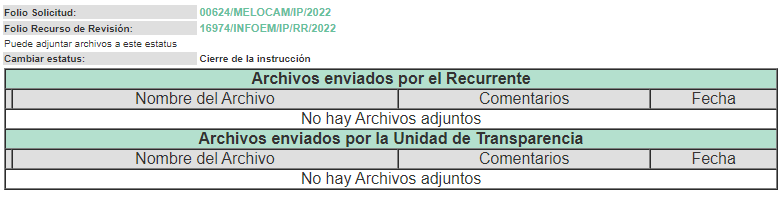 Folio Solicitud: 00624/MELOCAM/IP/2022
Folio Recurso de Revisión: 16974/INFOEM/IP/RR/2022
Puede adjuntar archivos a este estatus
Cambiar estatus: Cierre de la instrucción
Archivos enviados por el Recurrente
Nombre del Archivo Comentarios Fecha
No hay Archivos adjuntos
Archivos enviados por la Unidad de Transparencia
Nombre del Archivo Comentarios Fecha
No hay Archivos adjuntos